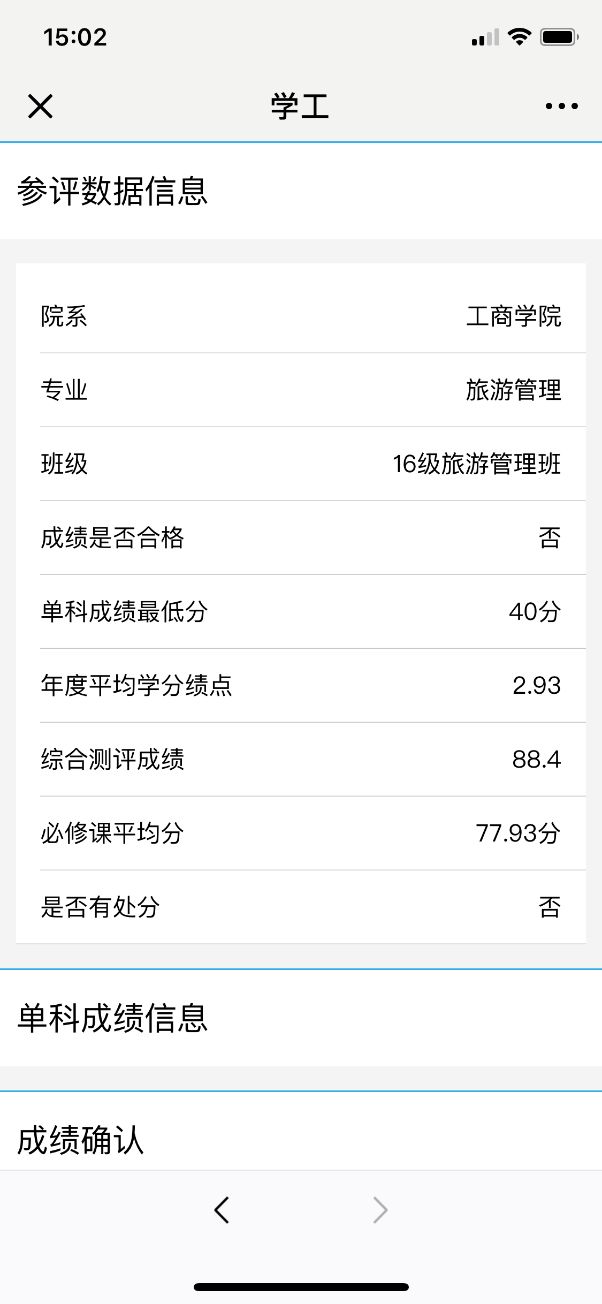 15:02
学工
参评数据信息
院系 工商学院
专业 旅游管理
班级 16级旅游管理班
成绩是否合格 否
单科成绩最低分 40分
年度平均学分绩点 2.93
综合测评成绩 88.4
必修课平均分 77.93分
是否有处分 否
单科成绩信息
成绩确认